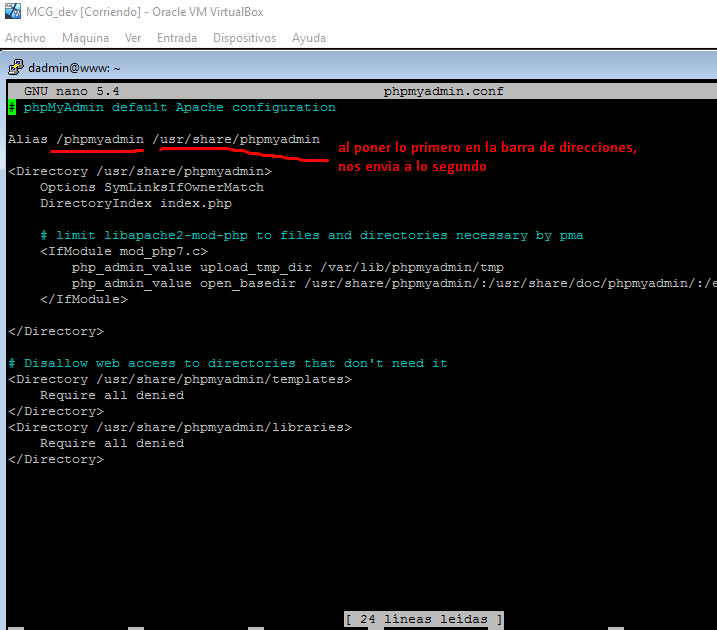 MCG_dev [Corriendo] - Oracle VM VirtualBox
Archivo Máquina Ver Entrada Dispositivos Ayuda
dadmin@www: ~
GNU nano 5.4 phpmyadmin.conf
# phpMyAdmin default Apache configuration
Alias /phpmyadmin /usr/share/phpmyadmin
al poner lo primero en la barra de direcciones,
nos envia a lo segundo
<Directory /usr/share/phpmyadmin>
    Options SymLinksIfOwnerMatch
    DirectoryIndex index.php
    # limit libapache2-mod-php to files and directories necessary by pma
    <IfModule mod_php7.c>
        php_admin_value upload_tmp_dir /var/lib/phpmyadmin/tmp
        php_admin_value open_basedir /usr/share/phpmyadmin/:/usr/share/doc/phpmyadmin/:/e
    </IfModule>
</Directory>
# Disallow web access to directories that don't need it
<Directory /usr/share/phpmyadmin/templates>
    Require all denied
</Directory>
<Directory /usr/share/phpmyadmin/libraries>
    Require all denied
</Directory>
[ 24 líneas leídas ]